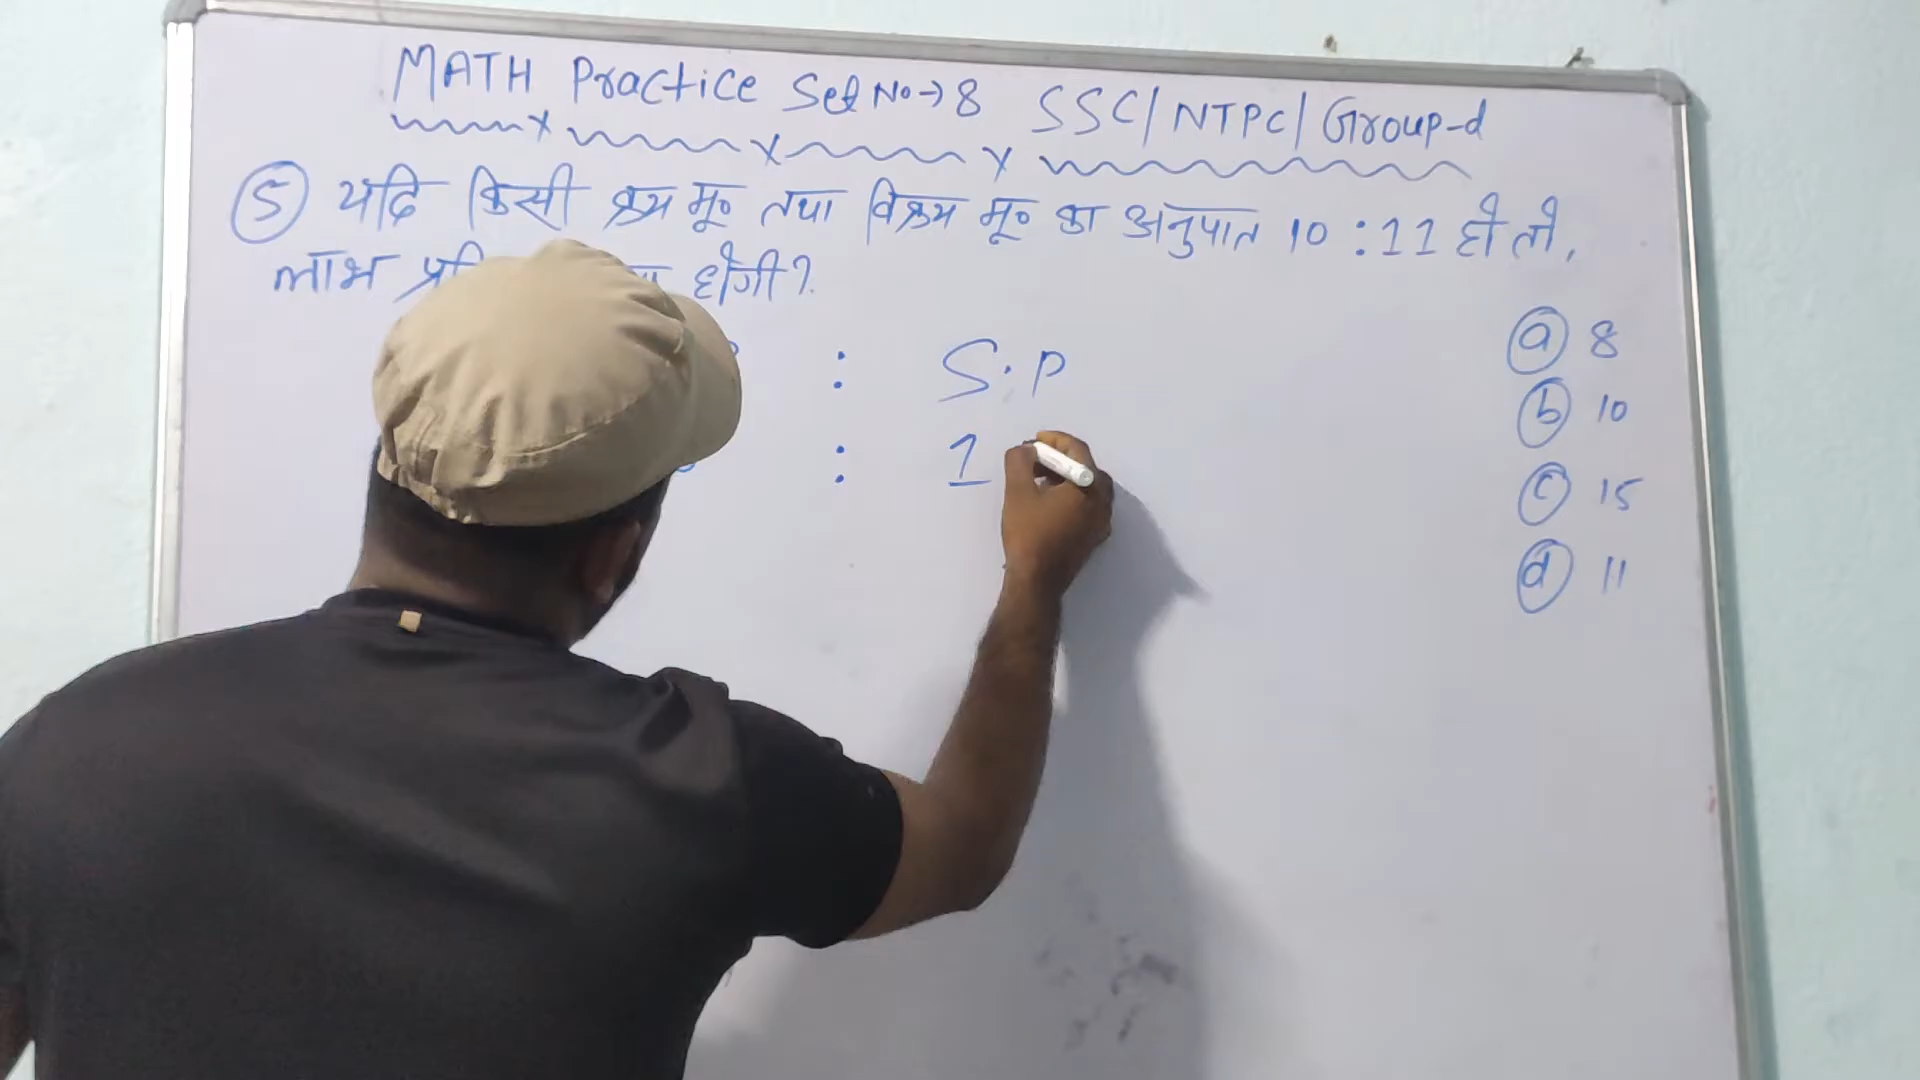 MATH Practice Set No→8 SSC/NTPC/Group-d
5 यदि किसी क्रय मू० तथा विक्रय मू० का अनुपात 10:11 हो तो,
लाभ होगी?
: S.P
: 1
a 8
b 10
c 15
d 11